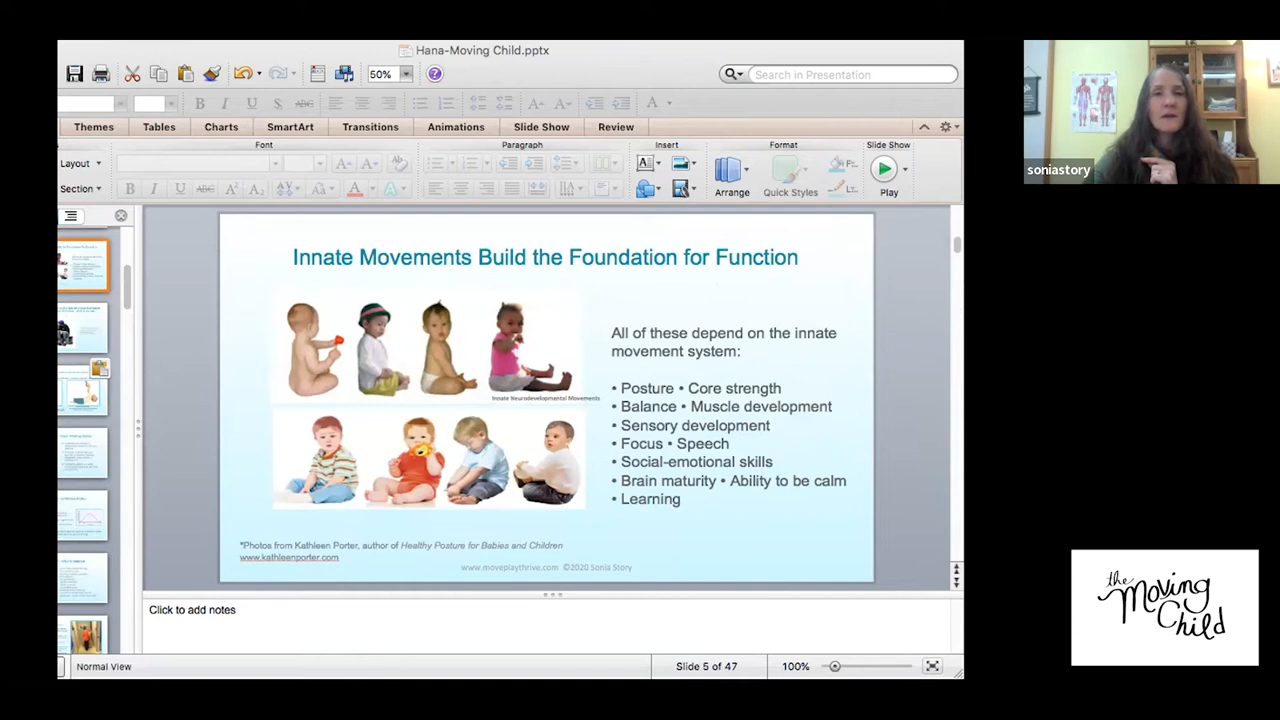 Hana-Moving Child.pptx
50%
Search in Presentation
Themes
Tables
Charts
SmartArt
Transitions
Animations
Slide Show
Review
Font
Paragraph
Insert
Format
Slide Show
Layout
Section
Arrange
Quick Styles
Play
Innate Movements Build the Foundation for Function
Innate Neurodevelopmental Movements
All of these depend on the innate
movement system:
• Posture • Core strength
• Balance • Muscle development
• Sensory development
• Focus • Speech
• Social-emotional skills
• Brain maturity • Ability to be calm
• Learning
*Photos from Kathleen Porter, author of Healthy Posture for Babies and Children
www.kathleenporter.com
www.moveplaythrive.com ©2020 Sonia Story
Click to add notes
Normal View
Slide 5 of 47
100%
soniastory
the
Moving
Child